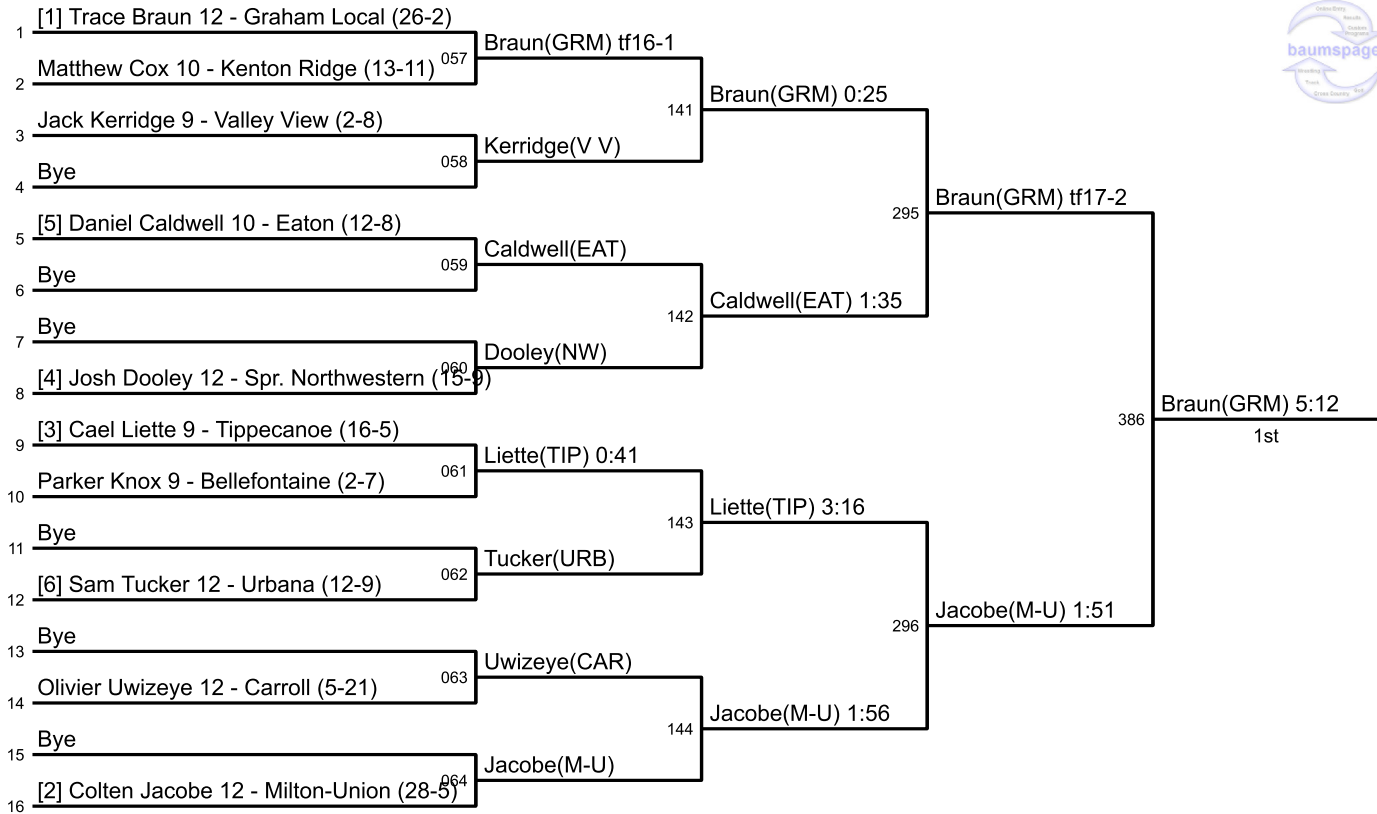 [1] Trace Braun 12 - Graham Local (26-2)
1
Matthew Cox 10 - Kenton Ridge (13-11)
2
057
Braun(GRM) tf16-1
Jack Kerridge 9 - Valley View (2-8)
3
Bye
4
058
Kerridge(V V)
141
Braun(GRM) 0:25
[5] Daniel Caldwell 10 - Eaton (12-8)
5
Bye
6
059
Caldwell(EAT)
Bye
7
[4] Josh Dooley 12 - Spr. Northwestern (15-9)
8
060
Dooley(NW)
142
Caldwell(EAT) 1:35
295
Braun(GRM) tf17-2
[3] Cael Liette 9 - Tippecanoe (16-5)
9
Parker Knox 9 - Bellefontaine (2-7)
10
061
Liette(TIP) 0:41
Bye
11
[6] Sam Tucker 12 - Urbana (12-9)
12
062
Tucker(URB)
143
Liette(TIP) 3:16
Bye
13
Olivier Uwizeye 12 - Carroll (5-21)
14
063
Uwizeye(CAR)
Bye
15
[2] Colten Jacobe 12 - Milton-Union (28-5)
16
064
Jacobe(M-U)
144
Jacobe(M-U) 1:56
296
Jacobe(M-U) 1:51
386
Braun(GRM) 5:12
1st
baumspage
Cross Country